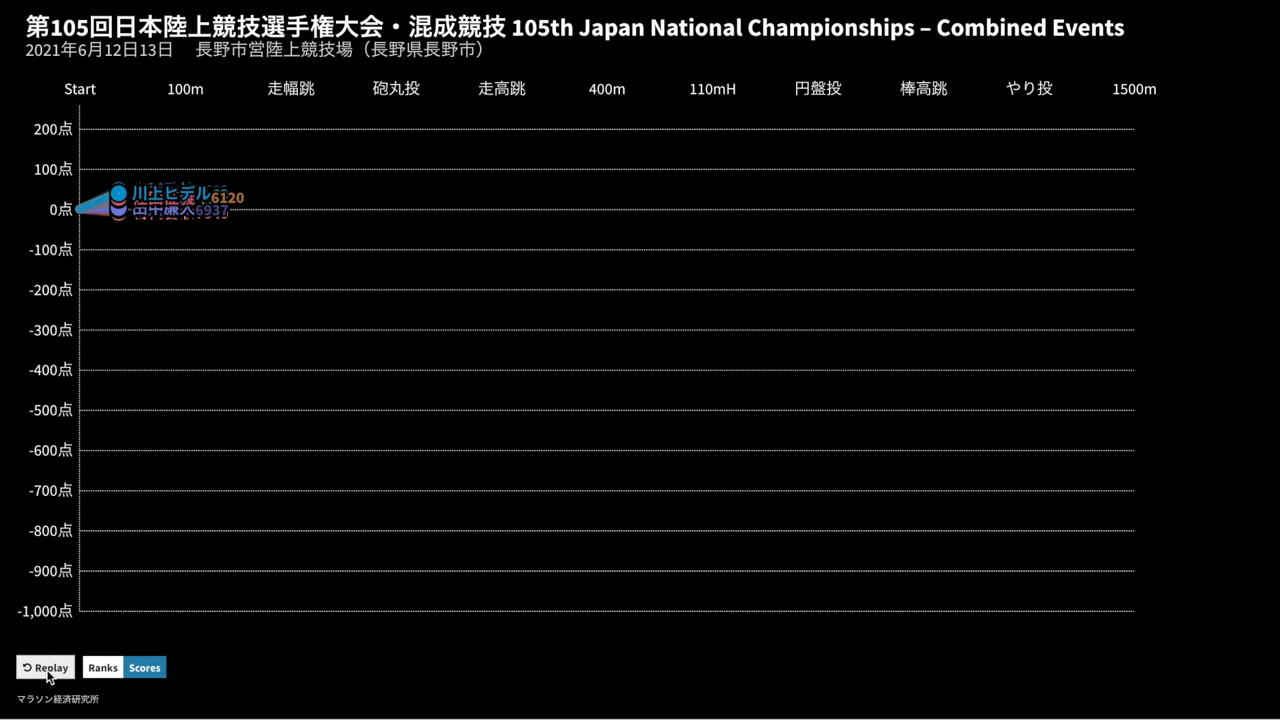 第105回日本陸上競技選手権大会・混成競技 105th Japan National Championships – Combined Events
2021年6月12日13日 長野市営陸上競技場（長野県長野市）
Start 100m 走幅跳 砲丸投 走高跳 400m 110mH 円盤投 棒高跳 やり投 1500m
200点
100点
川上ヒデル
6120
0点
6937
-100点
-200点
-300点
-400点
-500点
-600点
-700点
-800点
-900点
-1,000点
Replay Ranks Scores
マラソン経済研究所